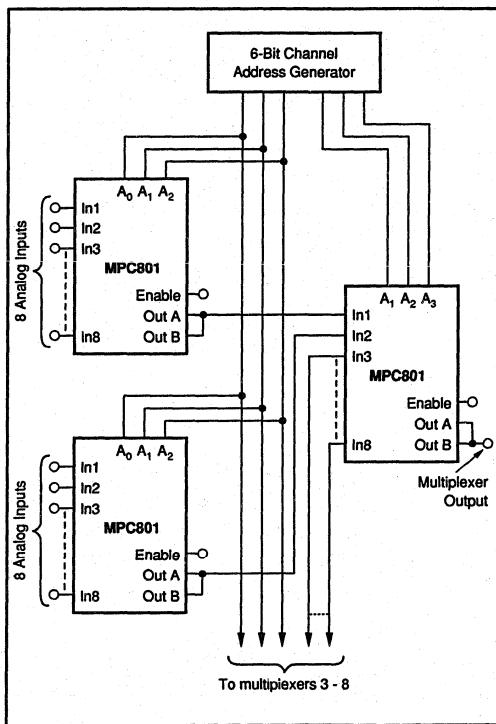 6-Bit Channel
Address Generator
A0 A1 A2
8 Analog Inputs
In1
In2
In3
MPC801
Enable
Out A
Out B
In8
A1 A2 A3
In1
In2
In3
MPC801
Enable
Out A
Out B
In8
Multiplexer
Output
A0 A1 A2
8 Analog Inputs
In1
In2
In3
MPC801
Enable
Out A
Out B
In8
To multiplexers 3 - 8